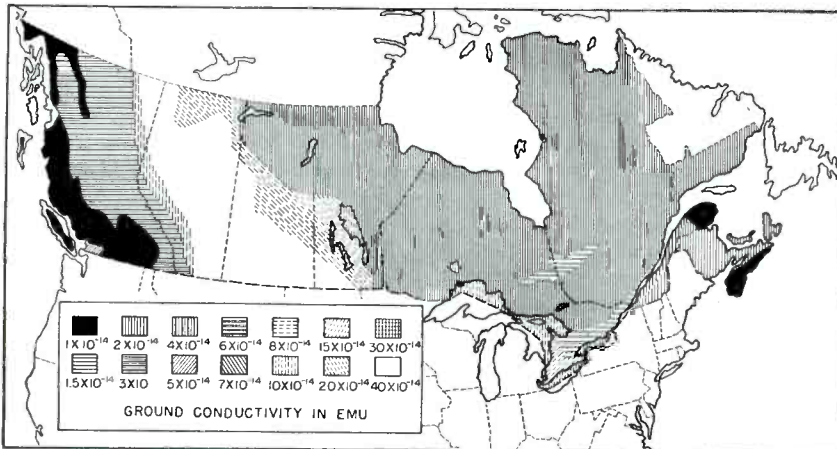 1X10⁻¹⁴ 2X10⁻¹⁴ 4X10⁻¹⁴ 6X10⁻¹⁴ 8X10⁻¹⁴ 15X10⁻¹⁴ 30X10⁻¹⁴
1.5X10⁻¹⁴ 3X10 5X10⁻¹⁴ 7X10⁻¹⁴ 10X10⁻¹⁴ 20X10⁻¹⁴ 40X10⁻¹⁴
GROUND CONDUCTIVITY IN EMU